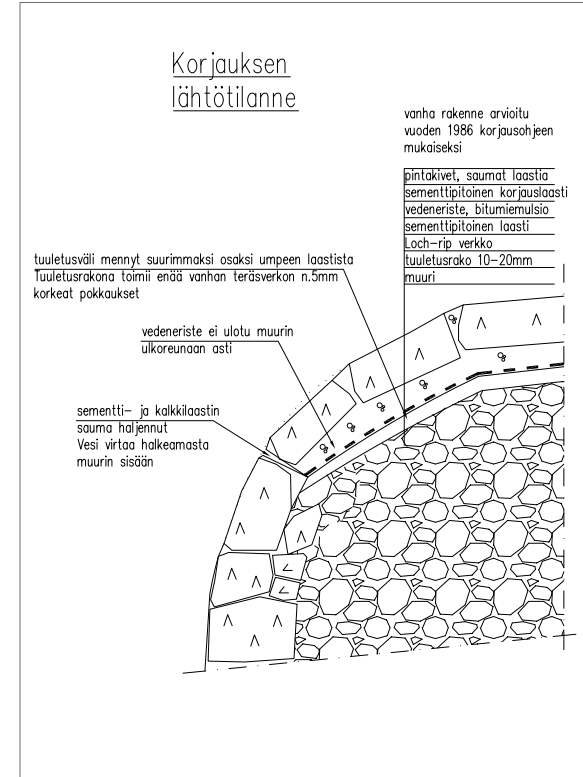 Korjauksen
lähtötilanne
vanha rakenne arvioitu
vuoden 1986 korjausohjeen
mukaiseksi
pintakivet, saumat laastia
sementtipitoinen korjauslaasti
vedeneriste, bitumiemulsio
sementtipitoinen laasti
Loch-rip verkko
tuuletusrako 10-20mm
muuri
tuuletusväli mennyt suurimmaksi osaksi umpeen laastista
Tuuletusrakona toimii enää vanhan teräsverkon n.5mm
korkeat pokkaukset
vedeneriste ei ulotu muurin
ulkoreunaan asti
sementti- ja kalkkilaastin
sauma haljennut
Vesi virtaa halkeamasta
muurin sisään